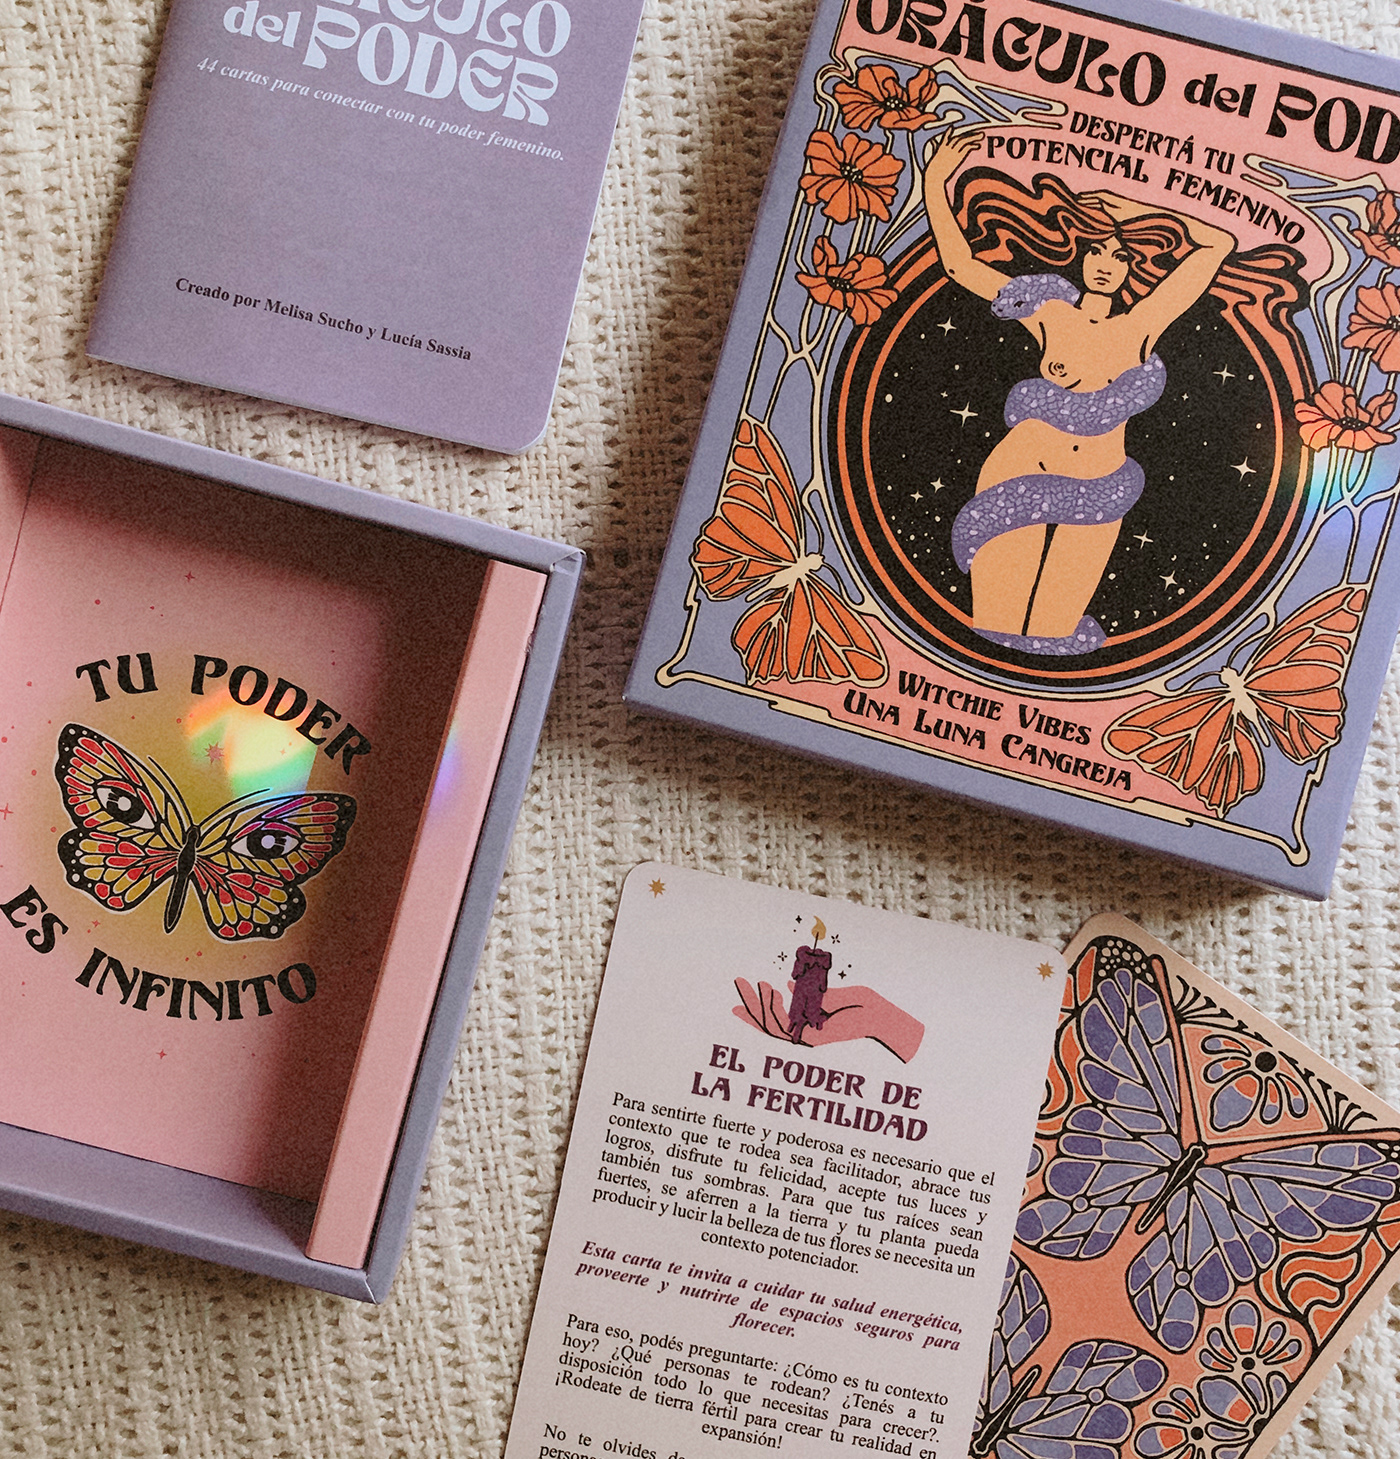 del PODER
44 cartas para conectar con tu poder femenino.
Creado por Melisa Sucho y Lucía Sassia
ORÁCULO del
DESPERTÁ TU
POTENCIAL FEMENINO
WITCHIE VIBES
UNA LUNA CANGREJA
TU PODER
ES INFINITO
EL PODER DE
LA FERTILIDAD
Para sentirte fuerte y poderosa es necesario que el
contexto que te rodea sea facilitador, abrace tus
logros, disfrute tu felicidad, acepte tus luces y
también tus sombras. Para que tus raíces sean
fuertes, se aferren a la tierra y tu planta pueda
producir y lucir la belleza de tus flores se necesita un
contexto potenciador.
Esta carta te invita a cuidar tu salud energética,
proveerte y nutrirte de espacios seguros para
florecer.
Para eso, podés preguntarte: ¿Cómo es tu contexto
hoy? ¿Qué personas te rodean? ¿Tenés a tu
disposición todo lo que necesitas para crecer?.
¡Rodeate de tierra fértil para crear tu realidad en
expansión!
No te olvides